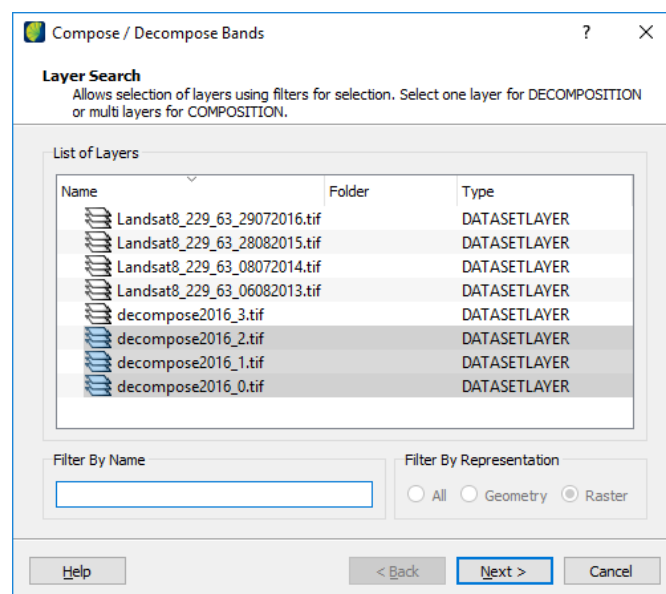 Compose / Decompose Bands
?
Layer Search
Allows selection of layers using filters for selection. Select one layer for DECOMPOSITION
or multi layers for COMPOSITION.
List of Layers
Name Folder Type
Landsat8_229_63_29072016.tif DATASETLAYER
Landsat8_229_63_28082015.tif DATASETLAYER
Landsat8_229_63_08072014.tif DATASETLAYER
Landsat8_229_63_06082013.tif DATASETLAYER
decompose2016_3.tif DATASETLAYER
decompose2016_2.tif DATASETLAYER
decompose2016_1.tif DATASETLAYER
decompose2016_0.tif DATASETLAYER
Filter By Name Filter By Representation
All Geometry Raster
Help < Back Next > Cancel